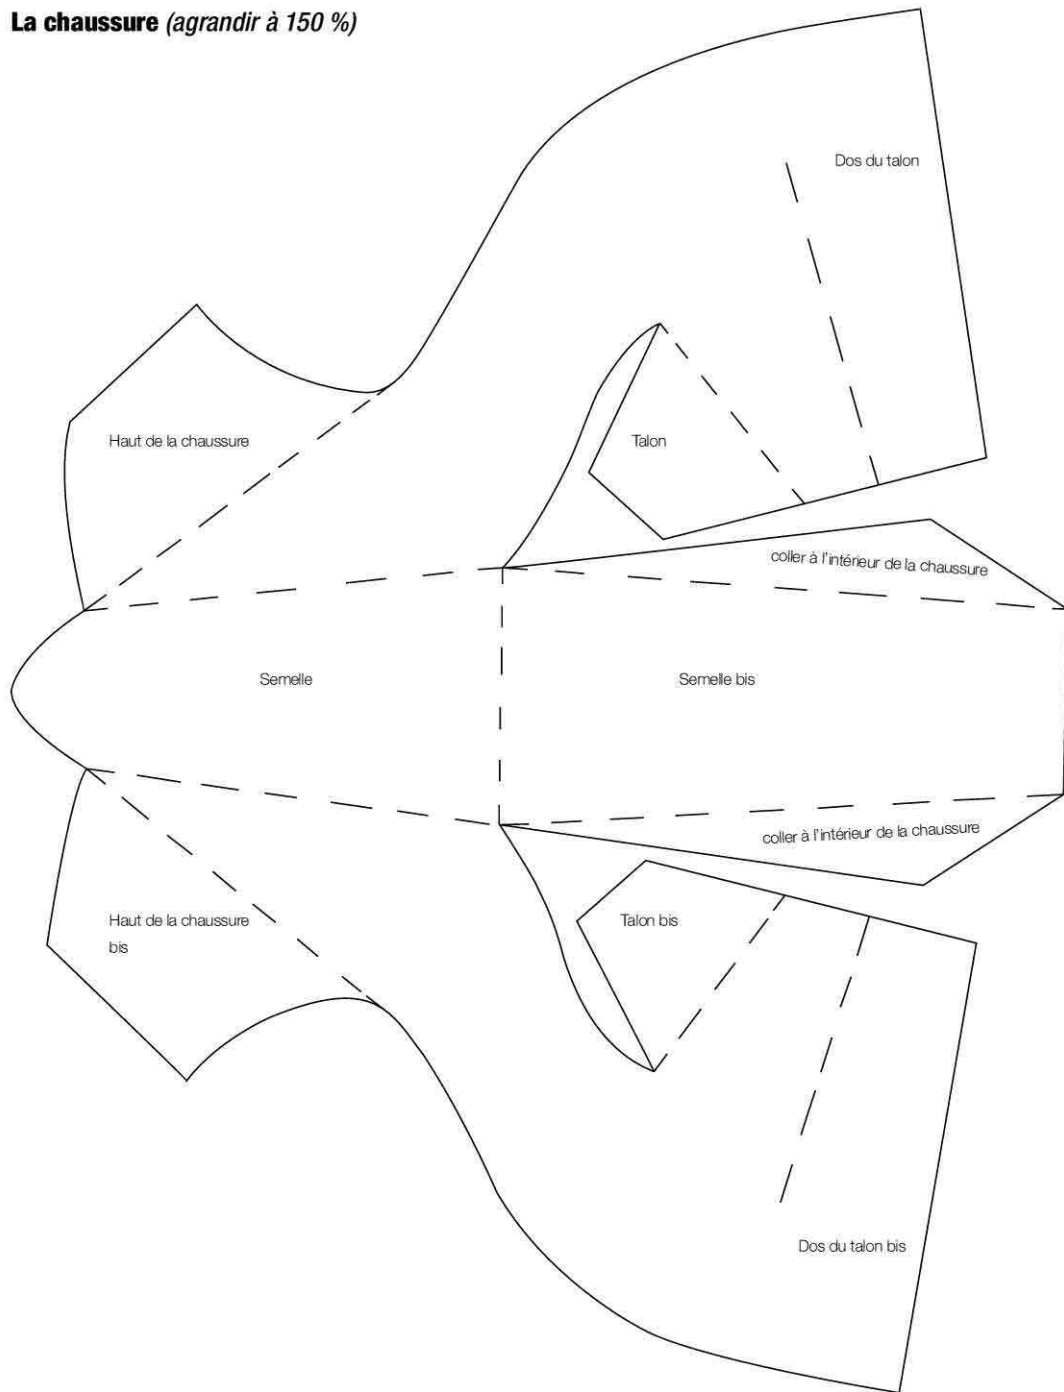 La chaussure (agrandir à 150 %)
Dos du talon
Haut de la chaussure
Talon
coller à l'intérieur de la chaussure
Semelle
Semelle bis
coller à l'intérieur de la chaussure
Haut de la chaussure
bis
Talon bis
Dos du talon bis